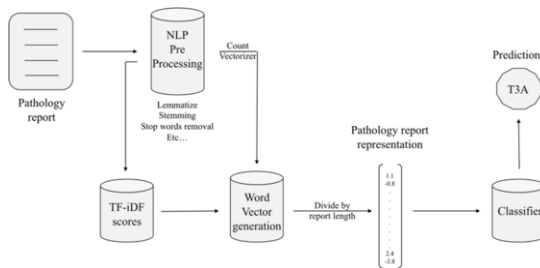 Pathology
report
NLP
Pre
Processing
Lemmatize
Stemming
Stop words removal
Etc...
Count
Vectorizer
TF-iDF
scores
Word
Vector
generation
Divide by
report length
Pathology report
representation
1.1
-0.8
.
.
.
.
.
.
.
2.4
-3.8
Classifier
Prediction
T3A